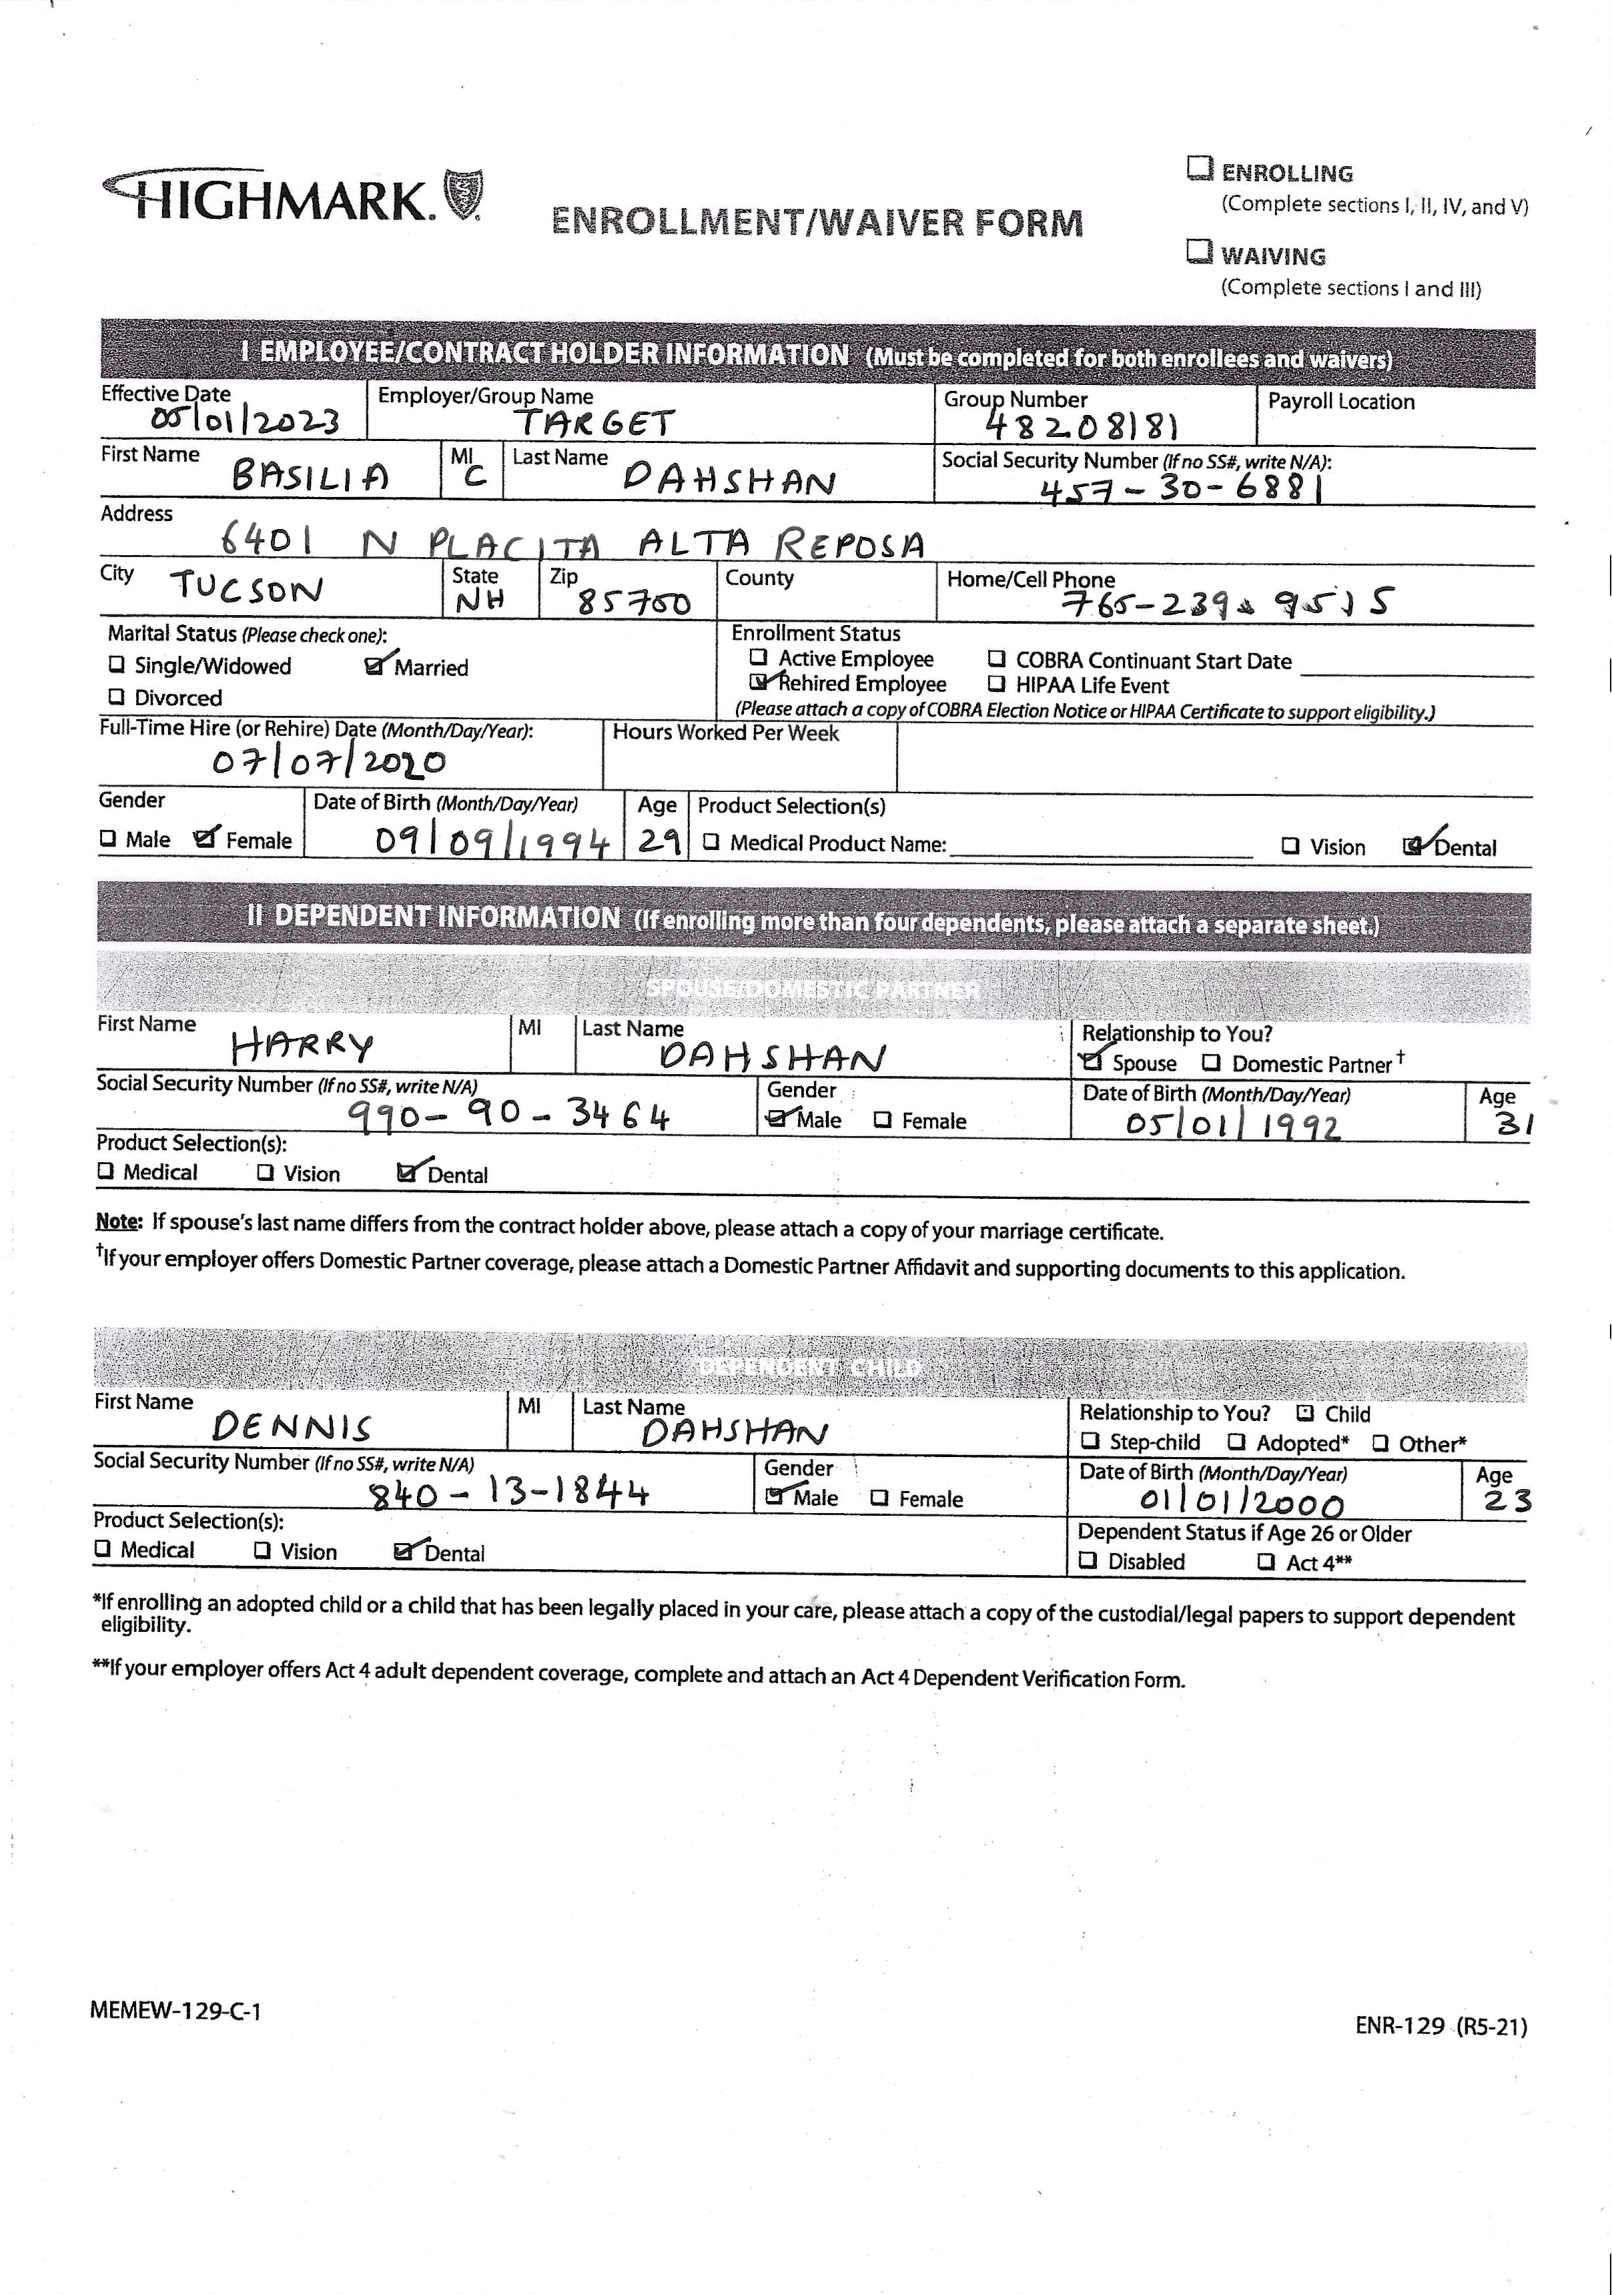 HIGHMARK.
ENROLLMENT/WAIVER FORM
☐ ENROLLING
(Complete sections I, II, IV, and V)
☐ WAIVING
(Complete sections I and III)
I EMPLOYEE/CONTRACT HOLDER INFORMATION (Must be completed for both enrollees and waivers)
Effective Date Employer/Group Name Group Number Payroll Location
05/01/2023 TARGET 48208181
First Name BASILIA MI C Last Name DAHSHAN Social Security Number (If no SS#, write N/A):
457-30-6881
Address
6401 N PLACITA ALTA REPOSA
City TUCSON State NH Zip 85750 County Home/Cell Phone
765-239-9515
Marital Status (Please check one): Enrollment Status
☐ Single/Widowed ☑ Married ☐ Active Employee ☐ COBRA Continuant Start Date
☐ Divorced ☑ Rehired Employee ☐ HIPAA Life Event
(Please attach a copy of COBRA Election Notice or HIPAA Certificate to support eligibility.)
Full-Time Hire (or Rehire) Date (Month/Day/Year): Hours Worked Per Week
07/07/2020
Gender Date of Birth (Month/Day/Year) Age Product Selection(s)
☐ Male ☑ Female 09/09/1994 29 ☐ Medical Product Name: ☐ Vision ☑ Dental
II DEPENDENT INFORMATION (If enrolling more than four dependents, please attach a separate sheet.)
SPOUSE/DOMESTIC PARTNER
First Name HARRY MI Last Name DAHSHAN Relationship to You?
☑ Spouse ☐ Domestic Partner†
Social Security Number (If no SS#, write N/A) Gender Date of Birth (Month/Day/Year) Age
990-90-3464 ☑ Male ☐ Female 05/01/1992 31
Product Selection(s):
☐ Medical ☐ Vision ☑ Dental
Note: If spouse's last name differs from the contract holder above, please attach a copy of your marriage certificate.
†If your employer offers Domestic Partner coverage, please attach a Domestic Partner Affidavit and supporting documents to this application.
DEPENDENT CHILD
First Name DENNIS MI Last Name DAHSHAN Relationship to You? ☑ Child
☐ Step-child ☐ Adopted* ☐ Other*
Social Security Number (If no SS#, write N/A) Gender Date of Birth (Month/Day/Year) Age
840-13-1844 ☑ Male ☐ Female 01/01/2000 23
Product Selection(s): Dependent Status if Age 26 or Older
☐ Medical ☐ Vision ☑ Dental ☐ Disabled ☐ Act 4**
*If enrolling an adopted child or a child that has been legally placed in your care, please attach a copy of the custodial/legal papers to support dependent
eligibility.
**If your employer offers Act 4 adult dependent coverage, complete and attach an Act 4 Dependent Verification Form.
MEMEW-129-C-1
ENR-129 (R5-21)